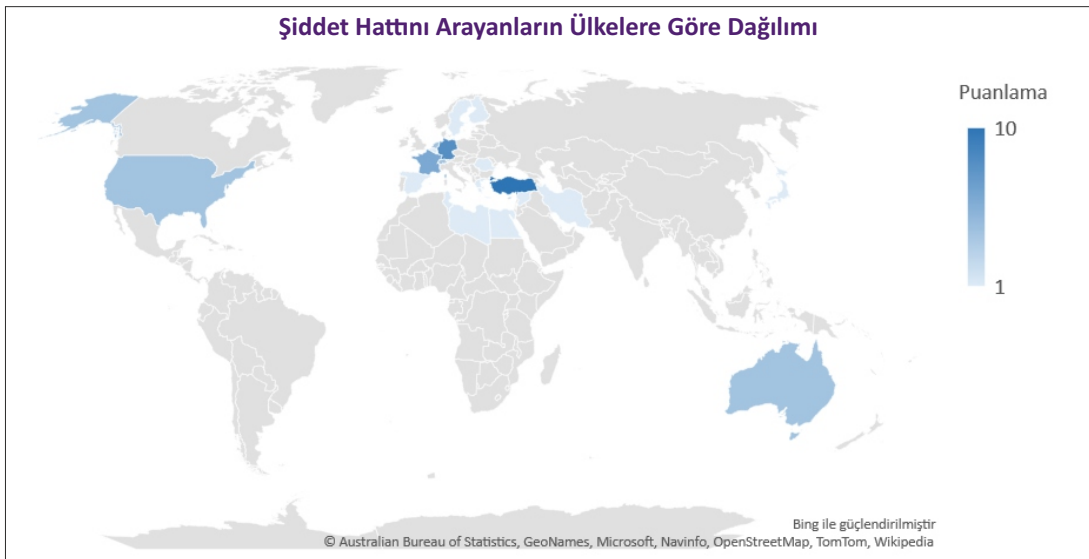 Şiddet Hattını Arayanların Ülkelere Göre Dağılımı
Puanlama
10
1
Bing ile güçlendirilmiştir
© Australian Bureau of Statistics, GeoNames, Microsoft, Navinfo, OpenStreetMap, TomTom, Wikipedia